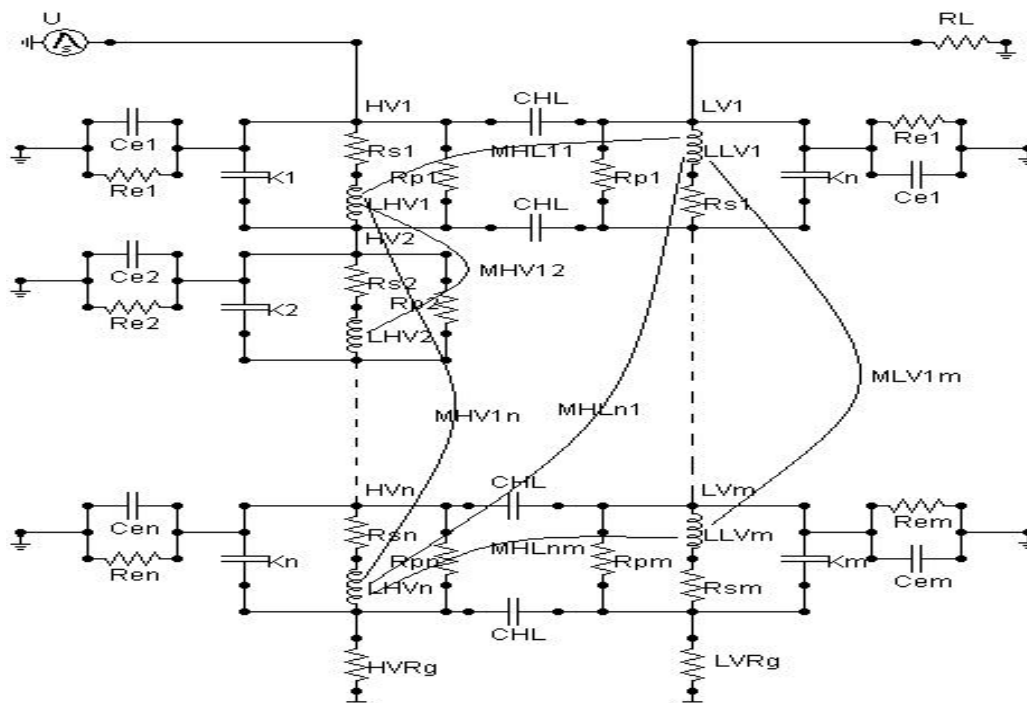 U
RL
HV1
CHL
LV1
Ce1
Rs1
MHL11
LLV1
Re1
Re1
K1
Rp1
Rp1
Kn
LHV1
CHL
Rs1
Ce1
HV2
Ce2
Rs2
MHV12
Re2
K2
Rp2
LHV2
MLV1m
MHV1n
MHLn1
HVn
CHL
LVm
Cen
Rsn
Rem
MHLnm
LLVm
Ren
Kn
Rpn
Rpm
Km
LHVn
Rsm
Cem
CHL
HVRg
LVRg